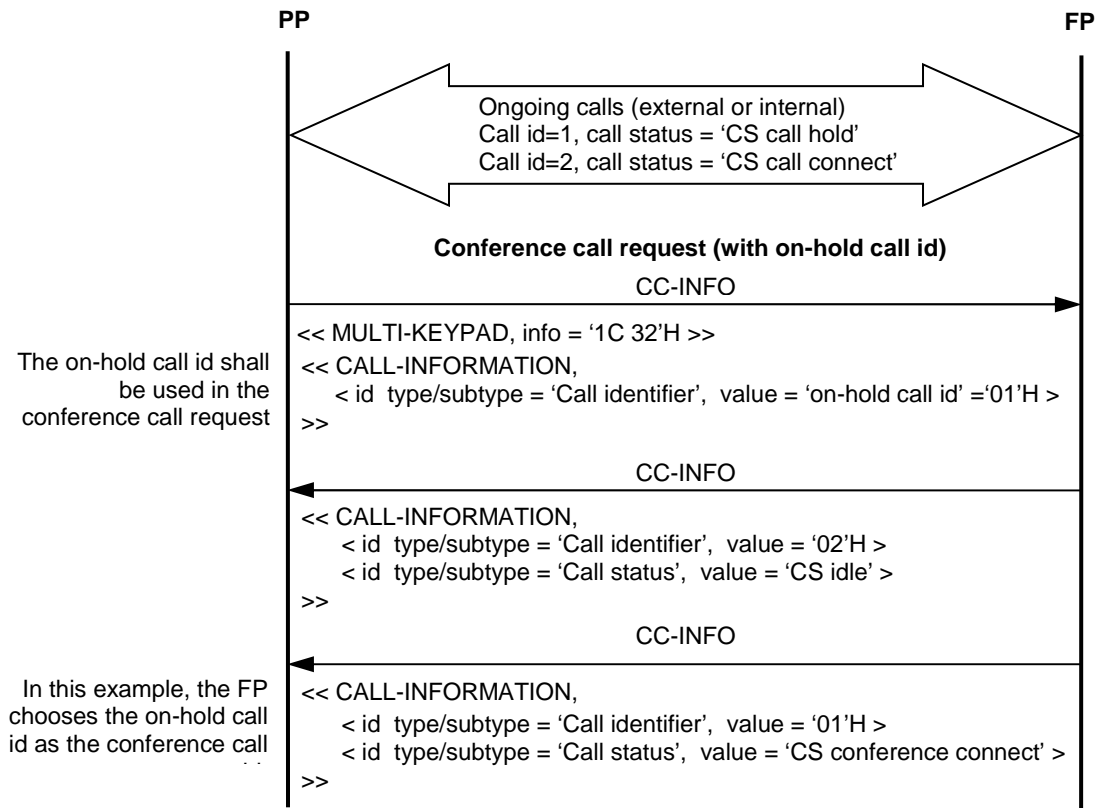 PP
FP
Ongoing calls (external or internal)
Call id=1, call status = ‘CS call hold’
Call id=2, call status = ‘CS call connect’
Conference call request (with on-hold call id)
CC-INFO
<< MULTI-KEYPAD, info = ‘1C 32’H >>
The on-hold call id shall
be used in the
conference call request
<< CALL-INFORMATION,
< id type/subtype = ‘Call identifier’, value = ‘on-hold call id’ =‘01’H >
>>
CC-INFO
<< CALL-INFORMATION,
< id type/subtype = ‘Call identifier’, value = ‘02’H >
< id type/subtype = ‘Call status’, value = ‘CS idle’ >
>>
CC-INFO
In this example, the FP
chooses the on-hold call
id as the conference call
<< CALL-INFORMATION,
< id type/subtype = ‘Call identifier’, value = ‘01’H >
< id type/subtype = ‘Call status’, value = ‘CS conference connect’ >
>>